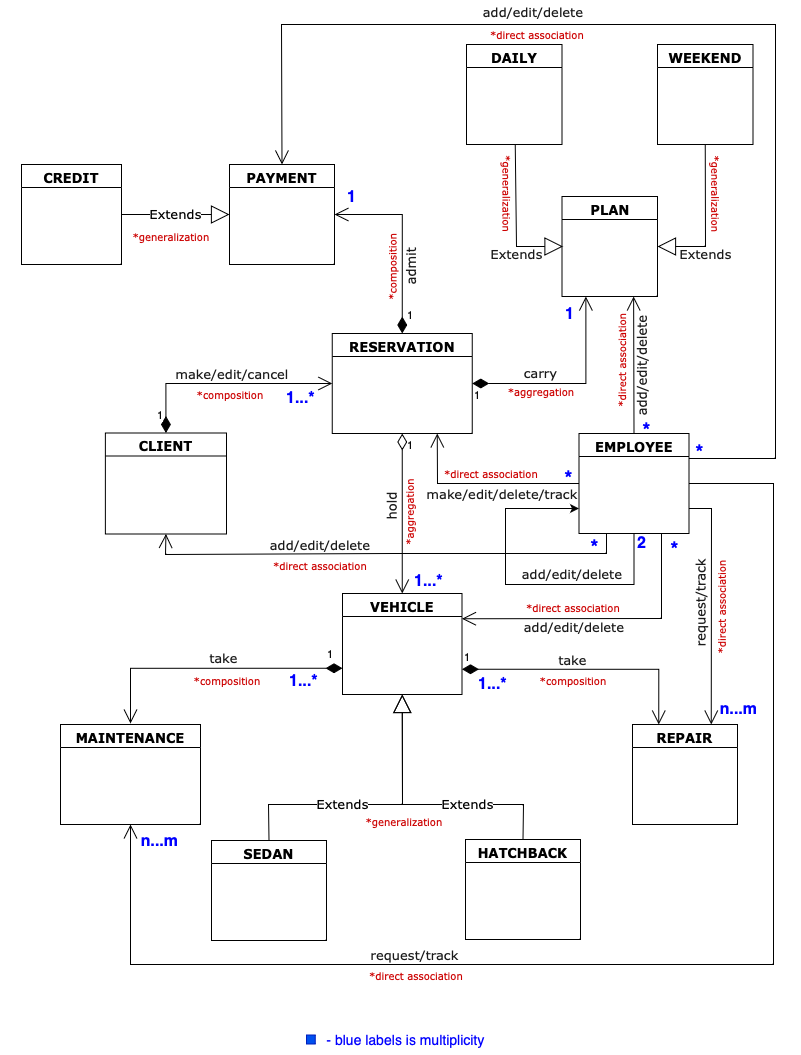 add/edit/delete
*direct association
DAILY
WEEKEND
CREDIT
PAYMENT
1
Extends
*generalization
*generalization
*generalization
PLAN
Extends
Extends
*composition
admit
1
1
*direct association
add/edit/delete
RESERVATION
make/edit/cancel
*composition
1...*
carry
*aggregation
1
1
CLIENT
*
*
EMPLOYEE
1
hold
*aggregation
*direct association
*
make/edit/delete/track
add/edit/delete
*direct association
*
2
*
add/edit/delete
request/track
*direct association
1...*
VEHICLE
*direct association
add/edit/delete
take
*composition
1
1...*
1
1...*
take
*composition
n...m
MAINTENANCE
REPAIR
Extends
Extends
*generalization
n...m
SEDAN
HATCHBACK
request/track
*direct association
- blue labels is multiplicity